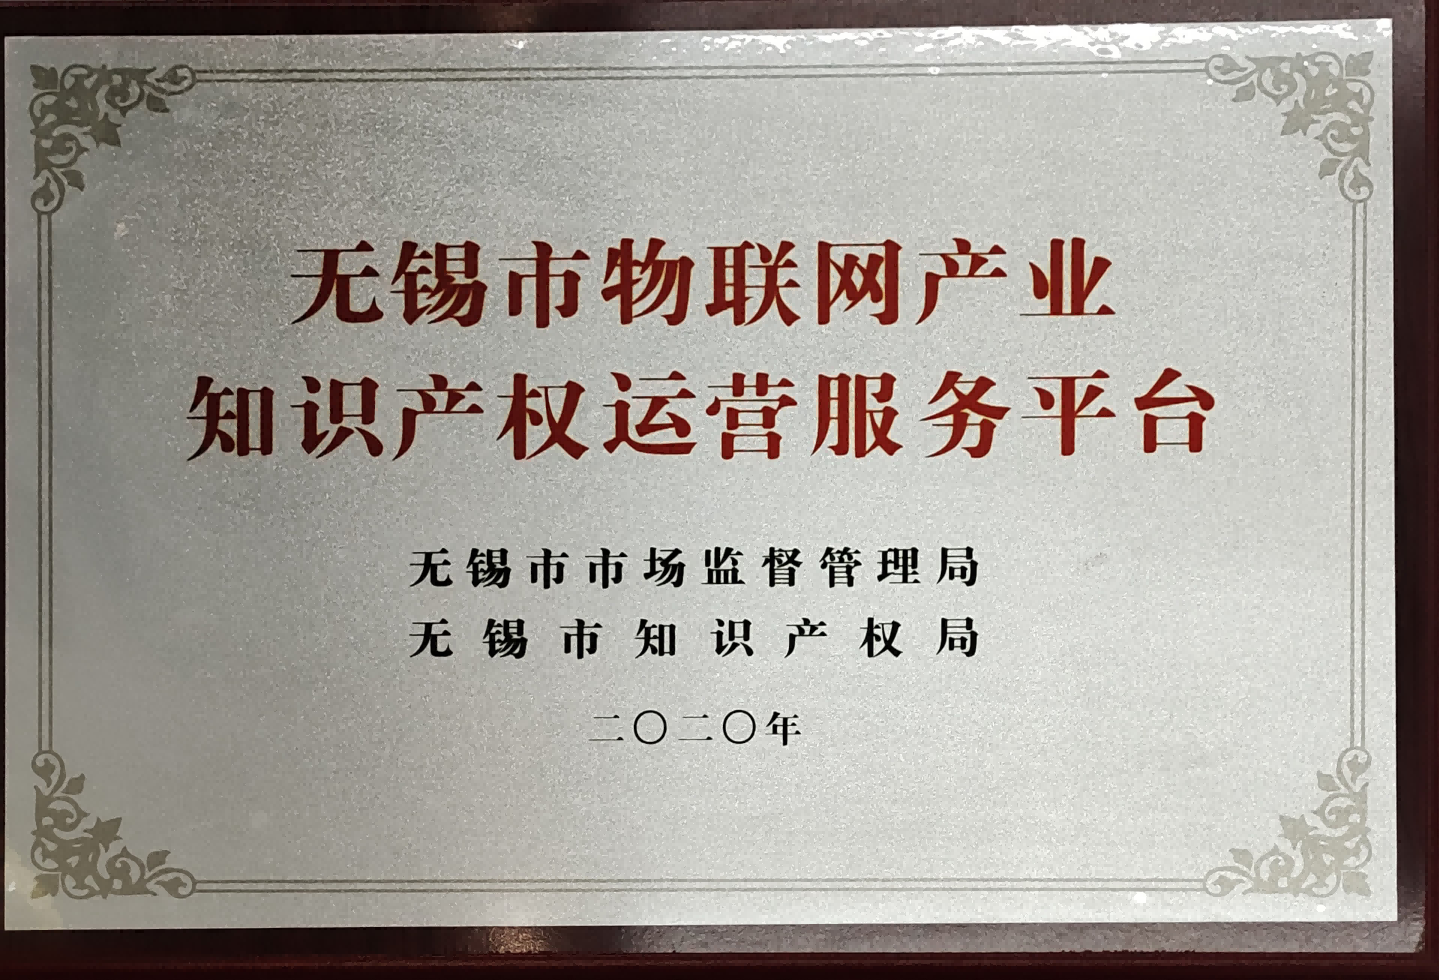 无锡市物联网产业
知识产权运营服务平台
无锡市市场监督管理局
无锡市知识产权局
二〇二〇年